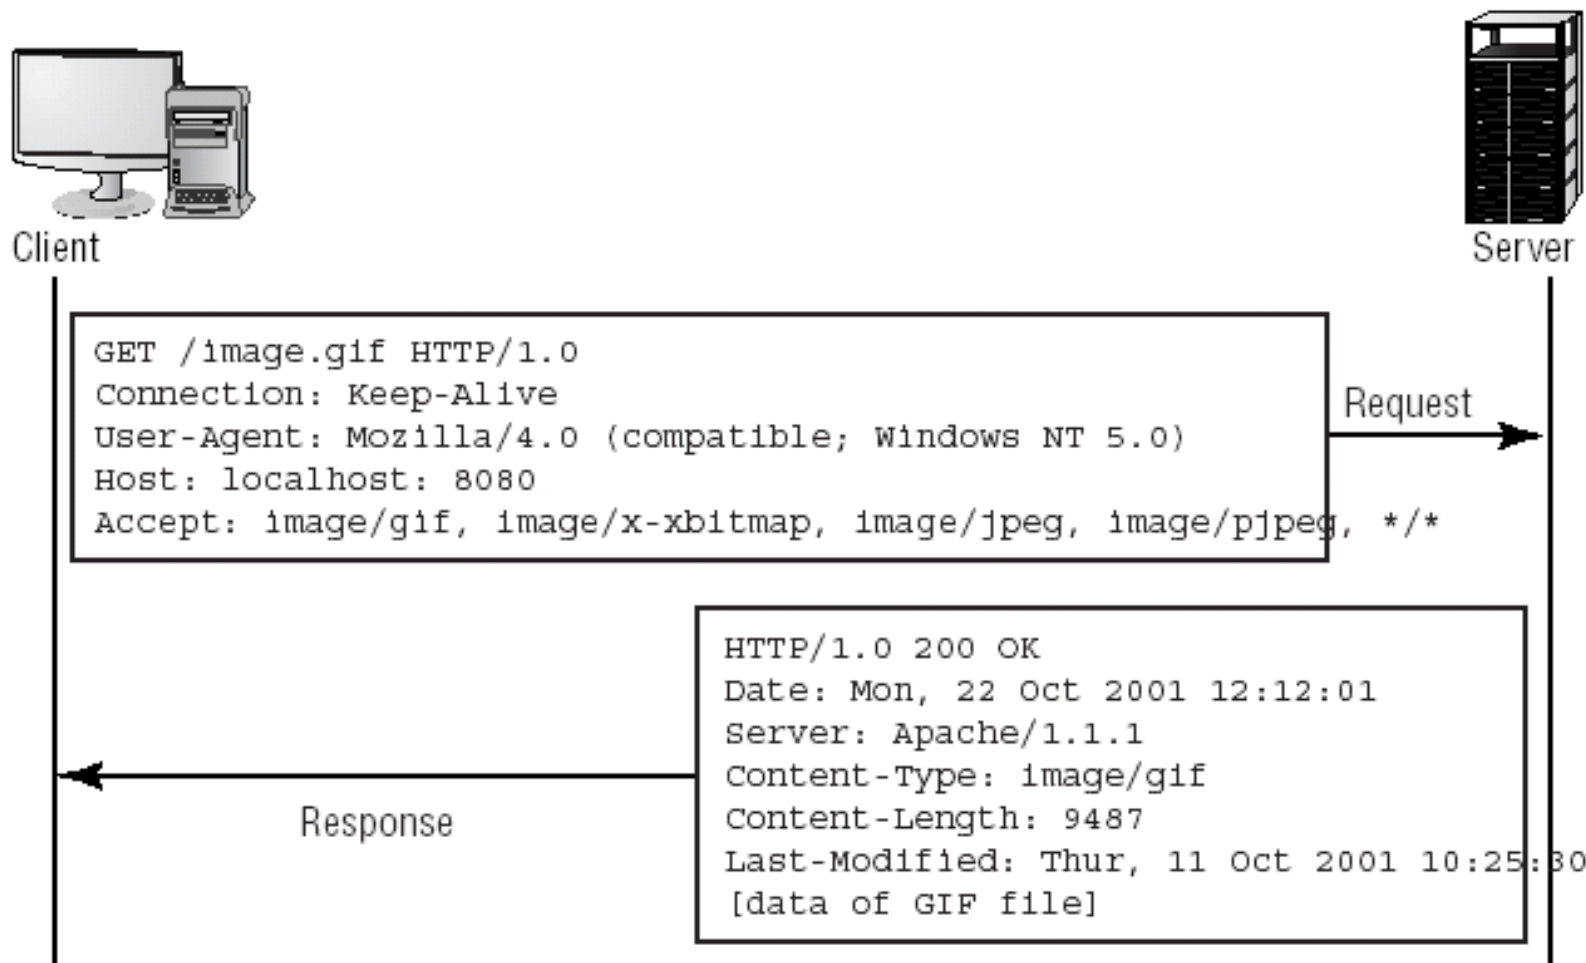 Client
Server
GET /image.gif HTTP/1.0
Connection: Keep-Alive
User-Agent: Mozilla/4.0 (compatible; Windows NT 5.0)
Host: localhost: 8080
Accept: image/gif, image/x-xbitmap, image/jpeg, image/pjpeg, */*
Request
HTTP/1.0 200 OK
Date: Mon, 22 Oct 2001 12:12:01
Server: Apache/1.1.1
Content-Type: image/gif
Content-Length: 9487
Last-Modified: Thur, 11 Oct 2001 10:25:30
[data of GIF file]
Response